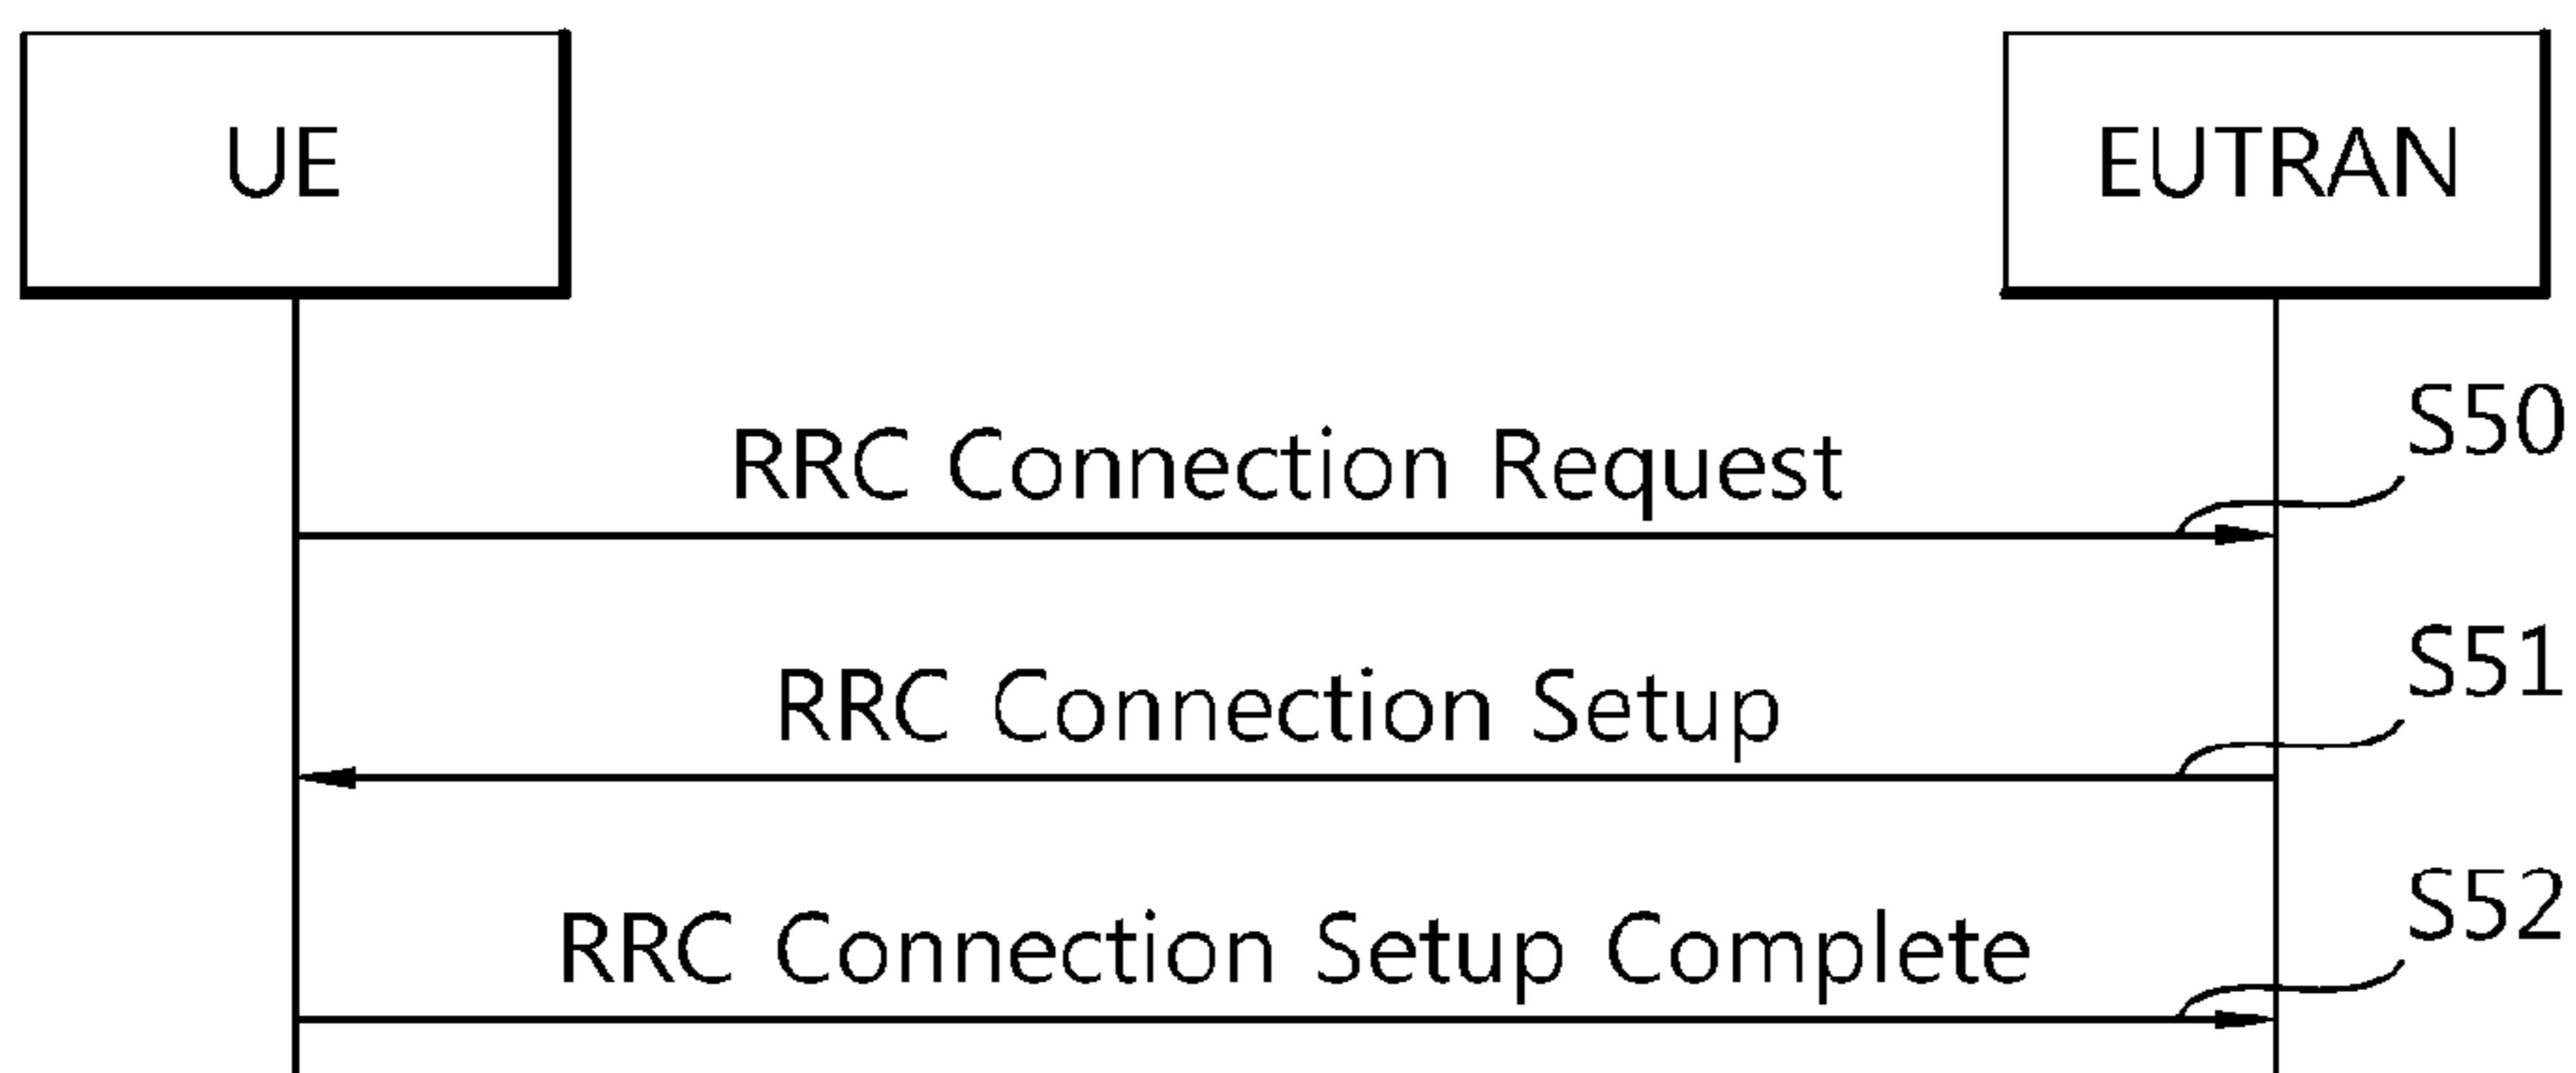 UE
EUTRAN
S50
RRC Connection Request
S51
RRC Connection Setup
S52
RRC Connection Setup Complete